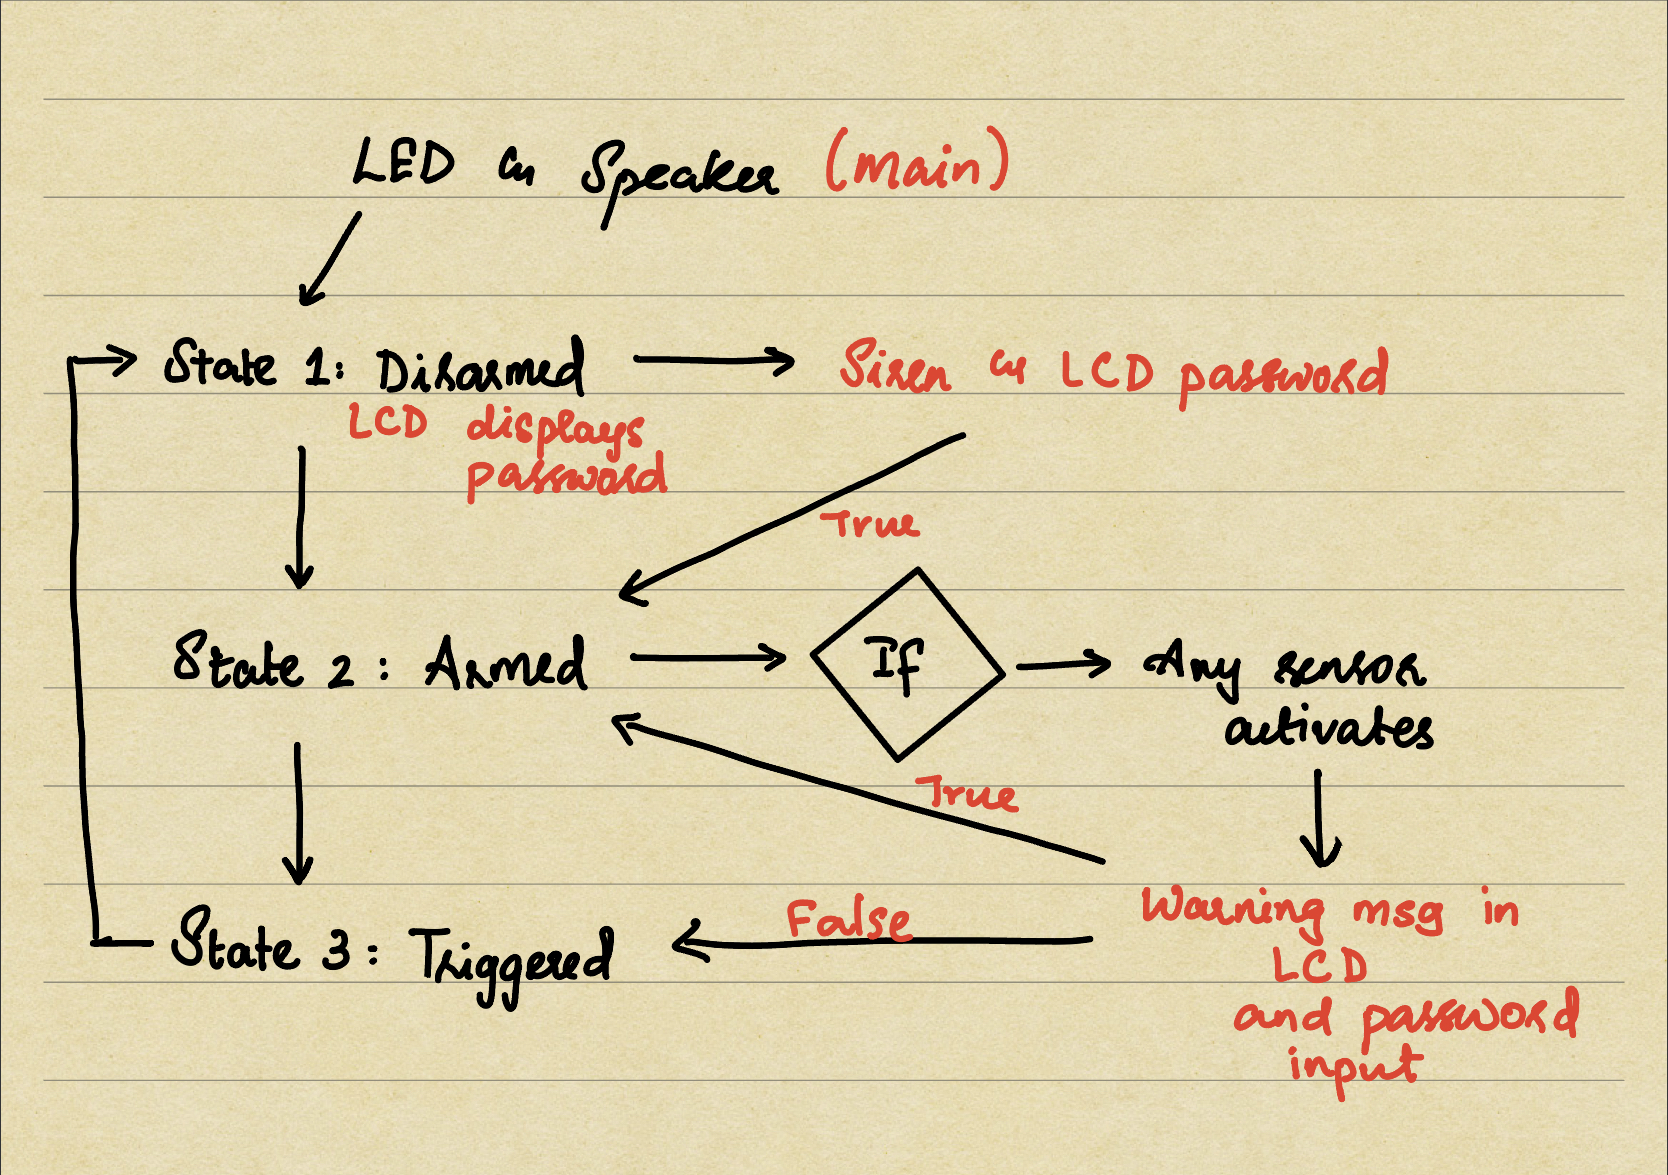 LED Speaker (main)
State 1: Disarmed
Siren LCD password
LCD displays
password
True
State 2: Armed
If
Any sensor
activates
True
State 3: Triggered
False
Warning msg in
LCD
and password
input